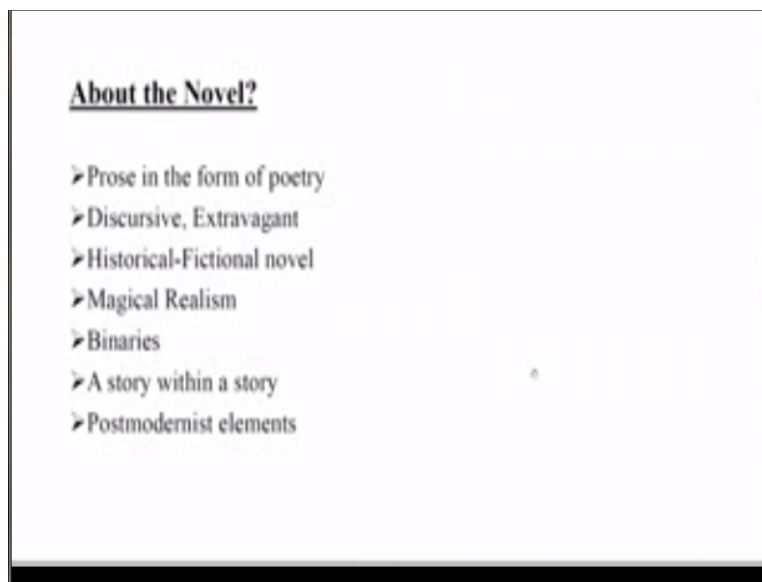 About the Novel?
➢Prose in the form of poetry
➢Discursive, Extravagant
➢Historical-Fictional novel
➢Magical Realism
➢Binaries
➢A story within a story
➢Postmodernist elements